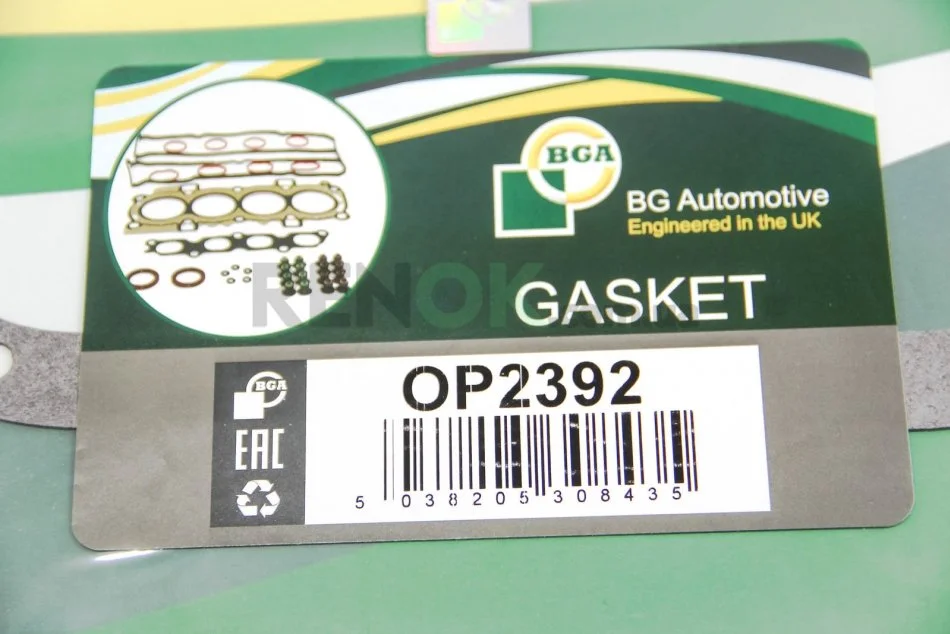 BGA
BG Automotive
Engineered in the UK
RENOK
GASKET
BGA
OP2392
EAC
5 038205 308435